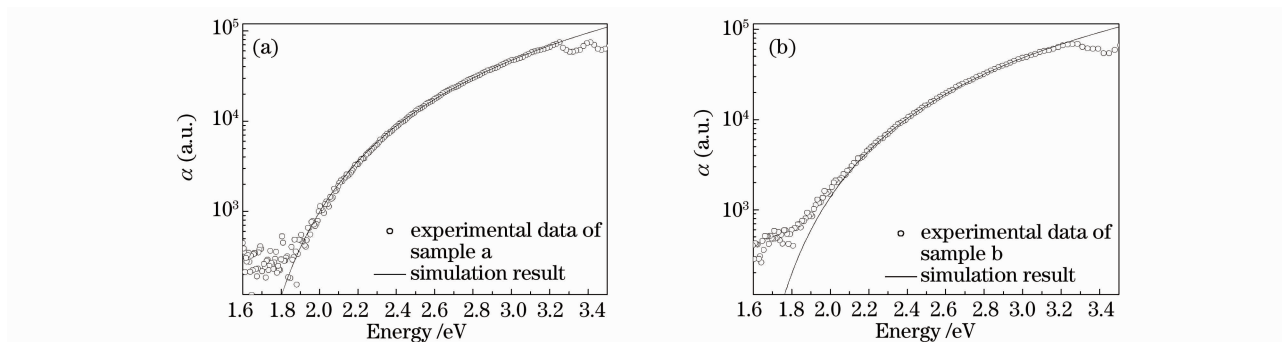 (a)
10⁵
10⁴
10³
α (a.u.)
experimental data of
sample a
simulation result
1.6 1.8 2.0 2.2 2.4 2.6 2.8 3.0 3.2 3.4
Energy /eV
(b)
10⁵
10⁴
10³
α (a.u.)
experimental data of
sample b
simulation result
1.6 1.8 2.0 2.2 2.4 2.6 2.8 3.0 3.2 3.4
Energy /eV